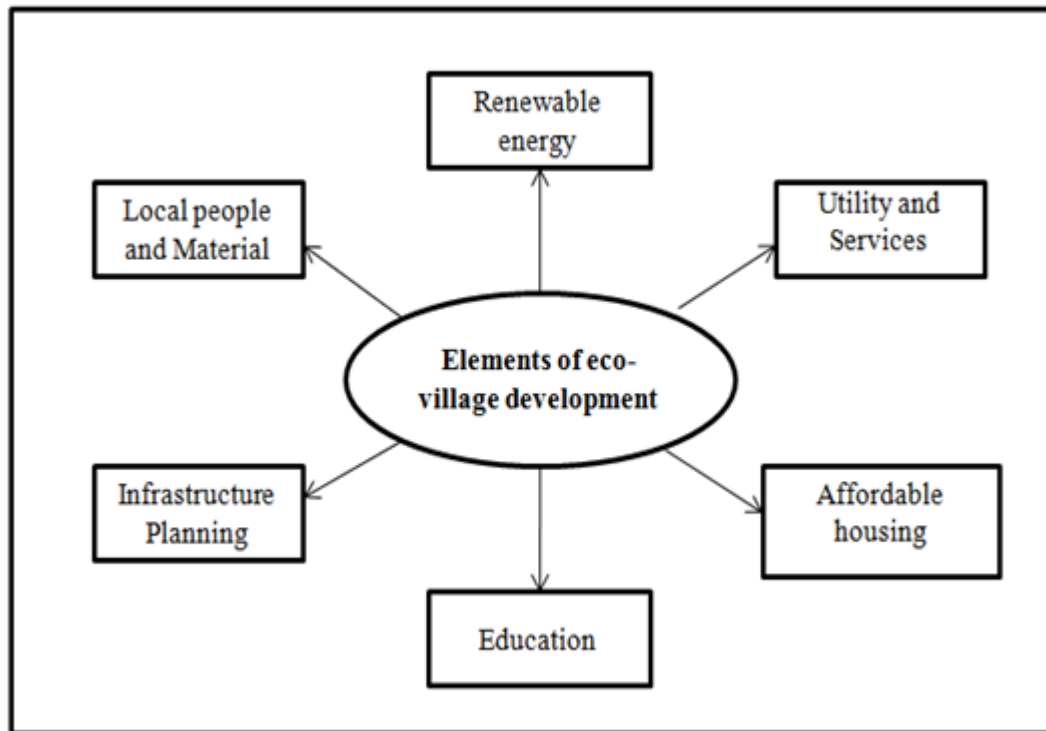 Renewable
energy
Local people
and Material
Utility and
Services
Elements of eco-
village development
Infrastructure
Planning
Affordable
housing
Education